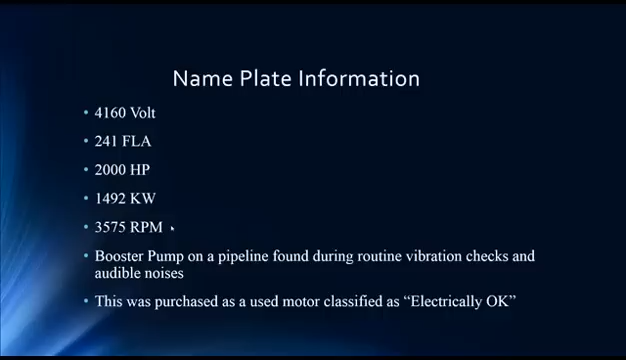 Name Plate Information
• 4160 Volt
• 241 FLA
• 2000 HP
• 1492 KW
• 3575 RPM
• Booster Pump on a pipeline found during routine vibration checks and
audible noises
• This was purchased as a used motor classified as “Electrically OK”